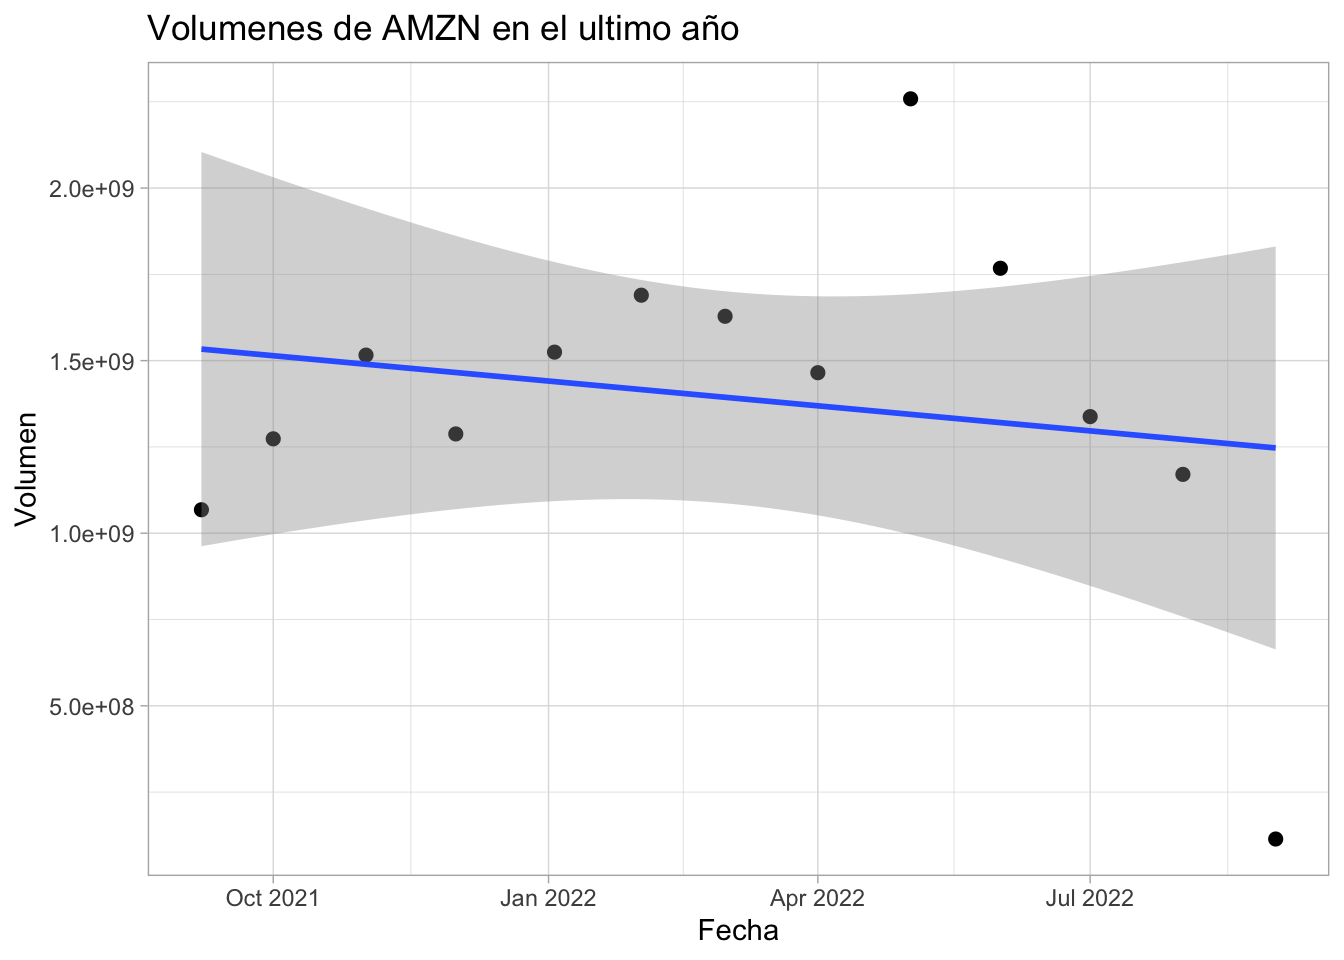 Volumenes de AMZN en el ultimo año
2.0e+09
1.5e+09
1.0e+09
5.0e+08
Volumen
Oct 2021
Jan 2022
Apr 2022
Jul 2022
Fecha